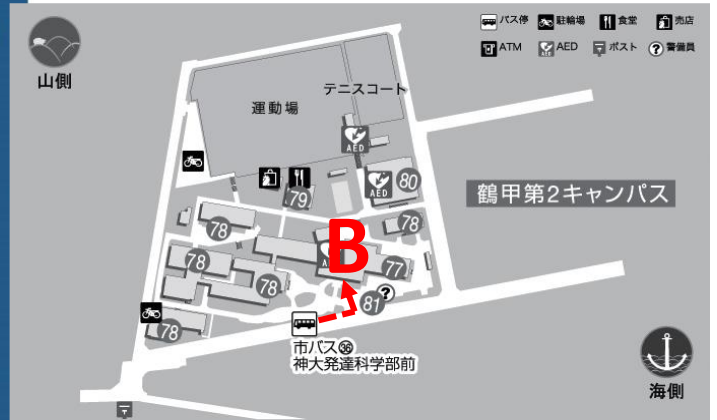 山側
バス停
駐輪場
食堂
売店
ATM
AED
ポスト
? 警備員
テニスコート
運動場
AED
AED
80
79
鶴甲第2キャンパス
78
78
B
A
78
77
78
?
81
78
市バス㊱
神大発達科学部前
海側